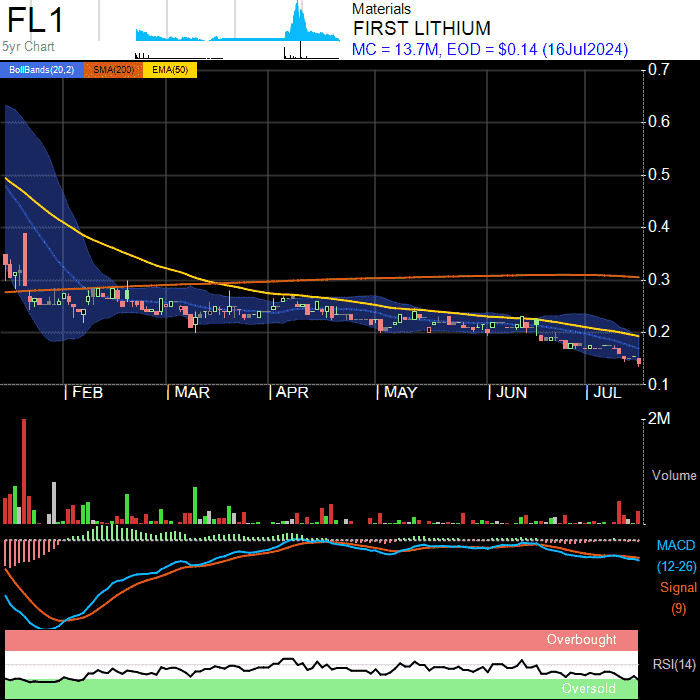 FL1
5yr Chart
Materials
FIRST LITHIUM
MC = 13.7M, EOD = $0.14 (16Jul2024)
BollBands(20,2) SMA(200) EMA(50)
0.7
0.6
0.5
0.4
0.3
0.2
0.1
| FEB | MAR | APR | MAY | JUN | JUL
2M
Volume
MACD
(12-26)
Signal
(9)
Overbought
RSI(14)
Oversold